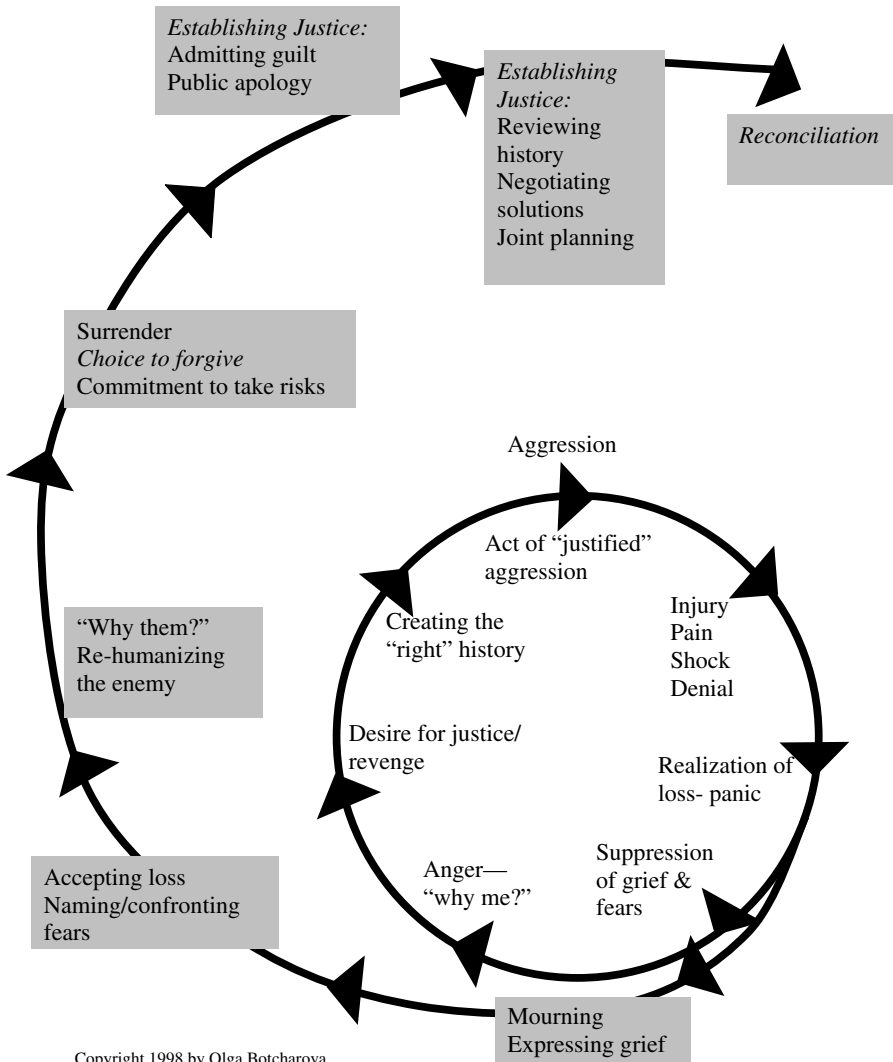 Establishing Justice:
Admitting guilt
Public apology
Establishing
Justice:
Reviewing
history
Negotiating
solutions
Joint planning
Reconciliation
Surrender
Choice to forgive
Commitment to take risks
Aggression
Act of “justified”
aggression
Injury
Pain
Shock
Denial
Creating the
“right” history
“Why them?”
Re-humanizing
the enemy
Desire for justice/
revenge
Realization of
loss- panic
Suppression
of grief &
fears
Anger—
“why me?”
Accepting loss
Naming/confronting
fears
Mourning
Expressing grief
Copyright 1998 by Olga Botcharova